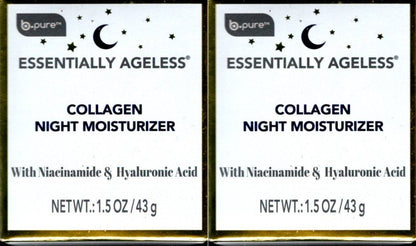 b.pure™
ESSENTIALLY AGELESS®
COLLAGEN
NIGHT MOISTURIZER
With Niacinamide & Hyaluronic Acid
NET WT.: 1.5 OZ / 43 g
b.pure™
ESSENTIALLY AGELESS®
COLLAGEN
NIGHT MOISTURIZER
With Niacinamide & Hyaluronic Acid
NET WT.: 1.5 OZ / 43 g